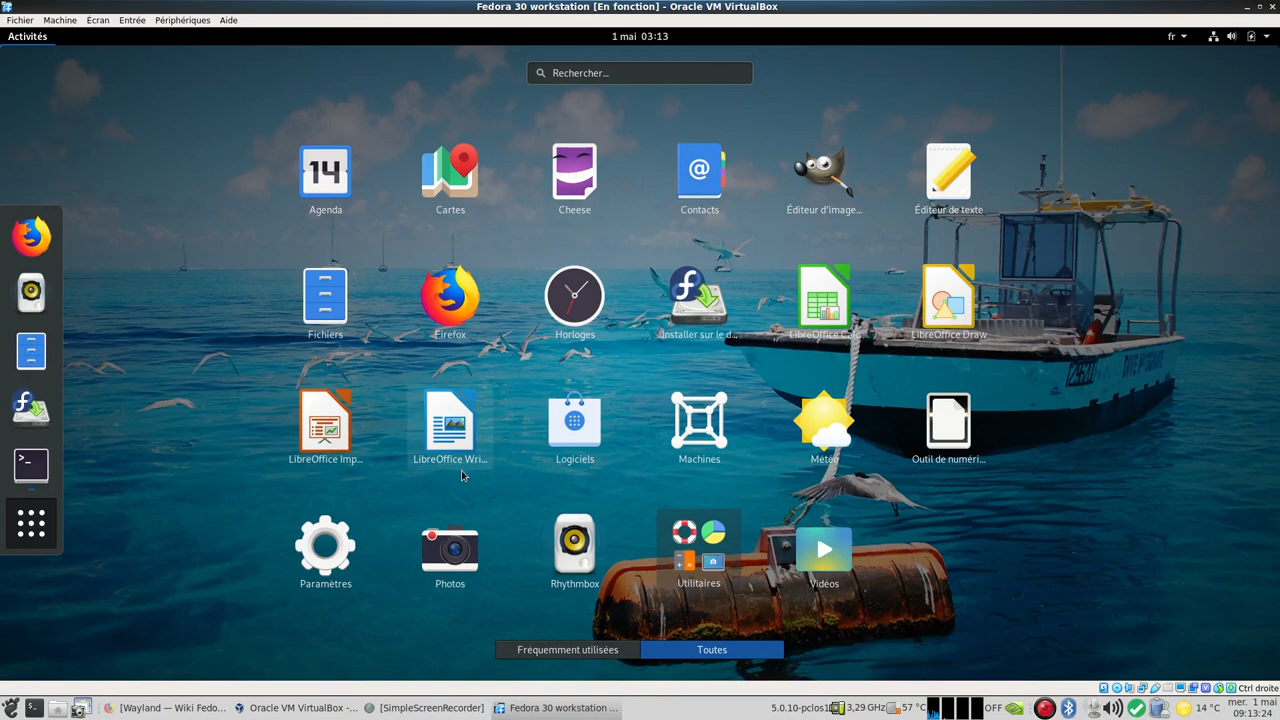 Fedora 30 workstation [En fonction] - Oracle VM VirtualBox
Fichier Machine Écran Entrée Périphériques Aide
Activités 1 mai 03:13 fr
Rechercher...
14
Agenda Cartes Cheese Contacts Éditeur d'image... Éditeur de texte
Fichiers Firefox Horloges Installer sur le d... LibreOffice Calc LibreOffice Draw
LibreOffice Imp... LibreOffice Wri... Logiciels Machines Météo Outil de numéri...
Paramètres Photos Rhythmbox Utilitaires Vidéos
Fréquemment utilisées Toutes
Ctrl droite
[Wayland — Wiki Fedo... Oracle VM VirtualBox -... [SimpleScreenRecorder] Fedora 30 workstation ... 5.0.10-pclos1 3,29 GHz 57 °C OFF 14 °C mer. 1 mai
09:13:24